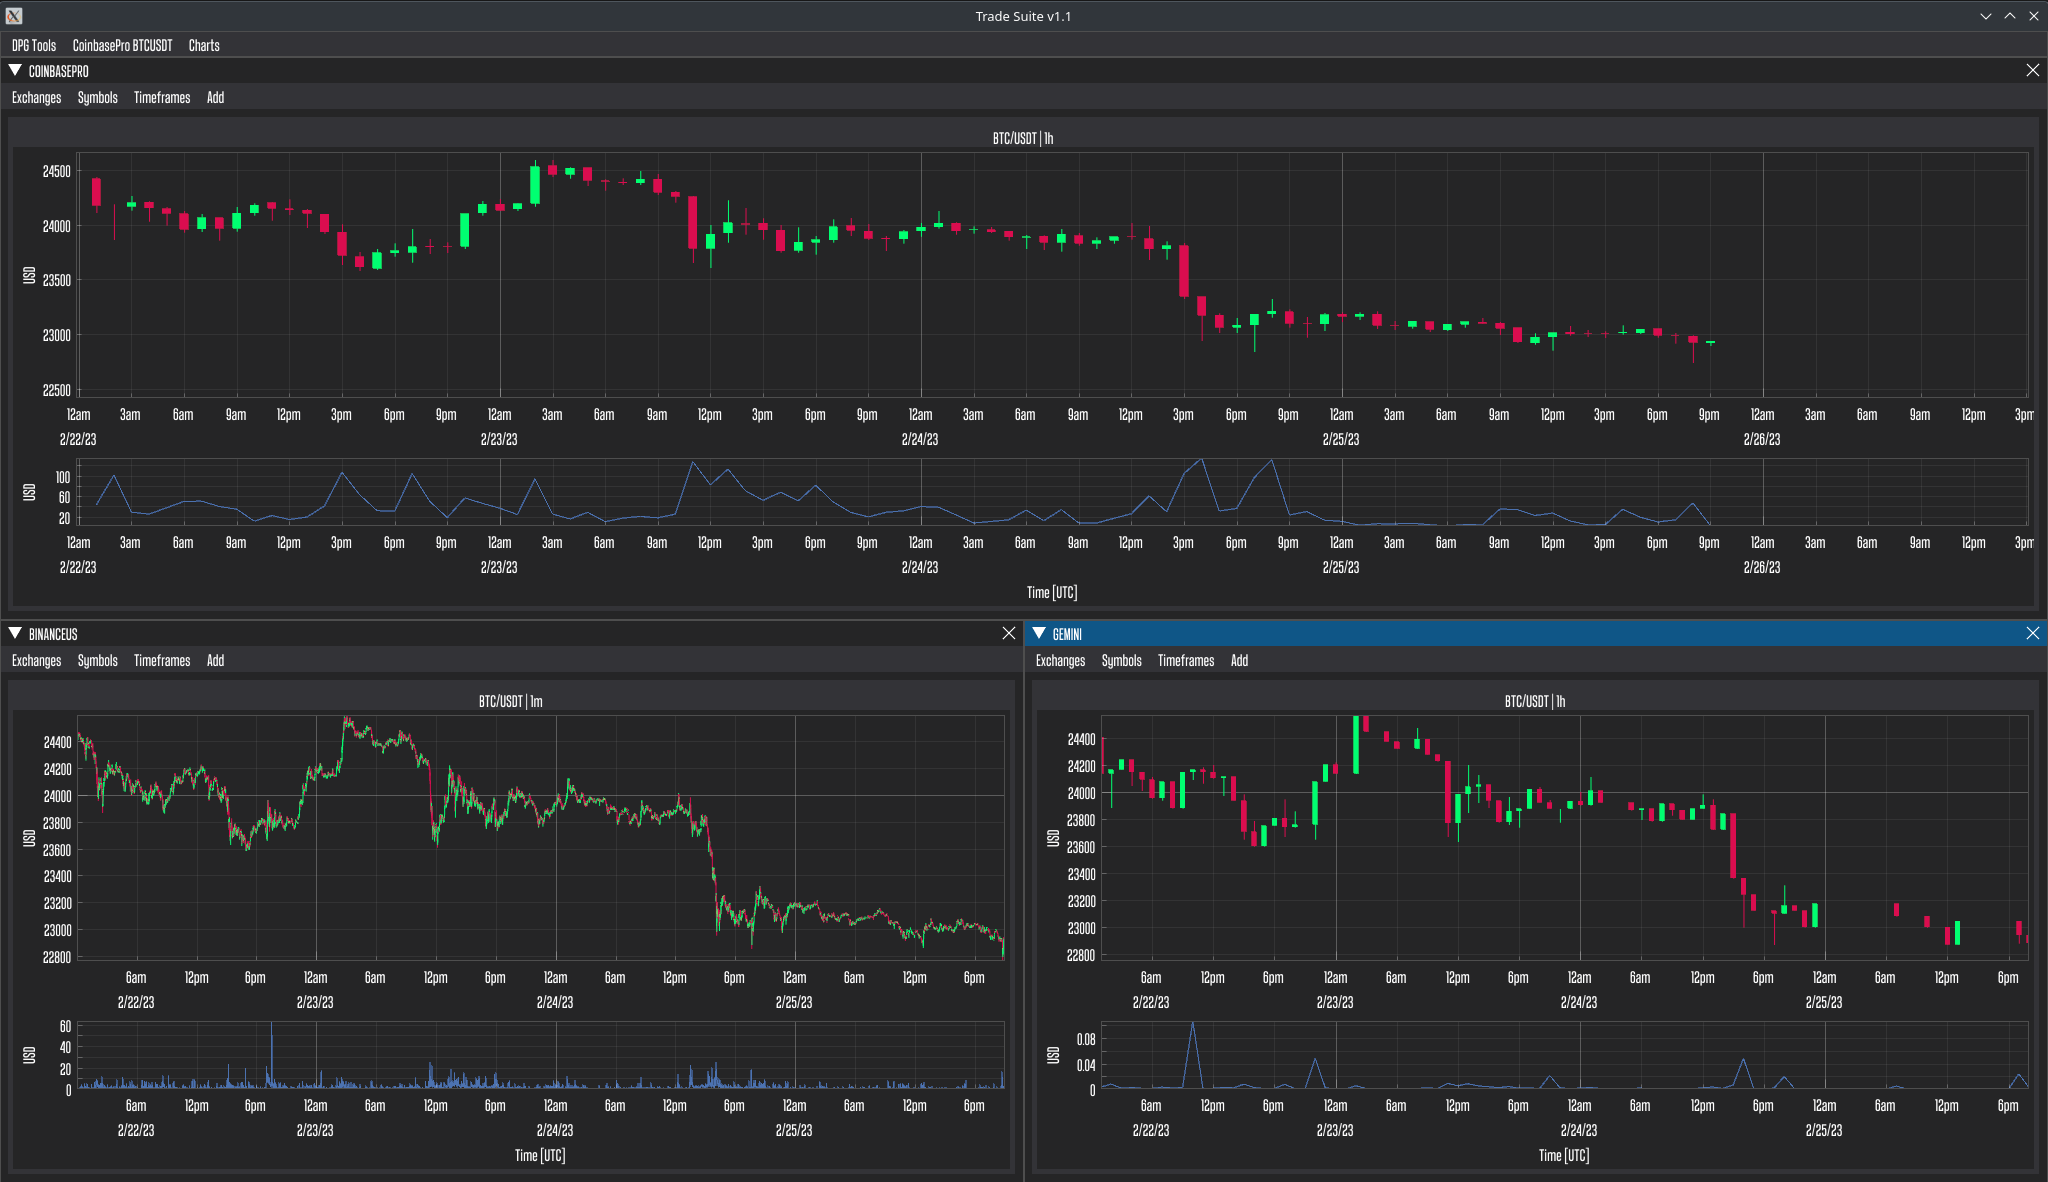 Trade Suite v1.1
DPG Tools CoinbasePro BTCUSDT Charts
COINBASEPRO
Exchanges Symbols Timeframes Add
BTC/USDT | 1h
24500
24000
23500
23000
22500
USD
12am 3am 6am 9am 12pm 3pm 6pm 9pm 12am 3am 6am 9am 12pm 3pm 6pm 9pm 12am 3am 6am 9am 12pm 3pm 6pm 9pm 12am 3am 6am 9am 12pm 3pm 6pm 9pm 12am 3am 6am 9am 12pm 3pm
2/22/23 2/23/23 2/24/23 2/25/23 2/26/23
100
60
20
USD
12am 3am 6am 9am 12pm 3pm 6pm 9pm 12am 3am 6am 9am 12pm 3pm 6pm 9pm 12am 3am 6am 9am 12pm 3pm 6pm 9pm 12am 3am 6am 9am 12pm 3pm 6pm 9pm 12am 3am 6am 9am 12pm 3pm
2/22/23 2/23/23 2/24/23 2/25/23 2/26/23
Time [UTC]
BINANCEUS
Exchanges Symbols Timeframes Add
BTC/USDT | 1m
24400
24200
24000
23800
23600
23400
23200
23000
22800
USD
6am 12pm 6pm 12am 6am 12pm 6pm 12am 6am 12pm 6pm 12am 6am 12pm 6pm
2/22/23 2/23/23 2/24/23 2/25/23
60
40
20
0
USD
6am 12pm 6pm 12am 6am 12pm 6pm 12am 6am 12pm 6pm 12am 6am 12pm 6pm
2/22/23 2/23/23 2/24/23 2/25/23
Time [UTC]
GEMINI
Exchanges Symbols Timeframes Add
BTC/USDT | 1h
24400
24200
24000
23800
23600
23400
23200
23000
22800
USD
6am 12pm 6pm 12am 6am 12pm 6pm 12am 6am 12pm 6pm 12am 6am 12pm 6pm
2/22/23 2/23/23 2/24/23 2/25/23
0.08
0.04
0
USD
6am 12pm 6pm 12am 6am 12pm 6pm 12am 6am 12pm 6pm 12am 6am 12pm 6pm
2/22/23 2/23/23 2/24/23 2/25/23
Time [UTC]